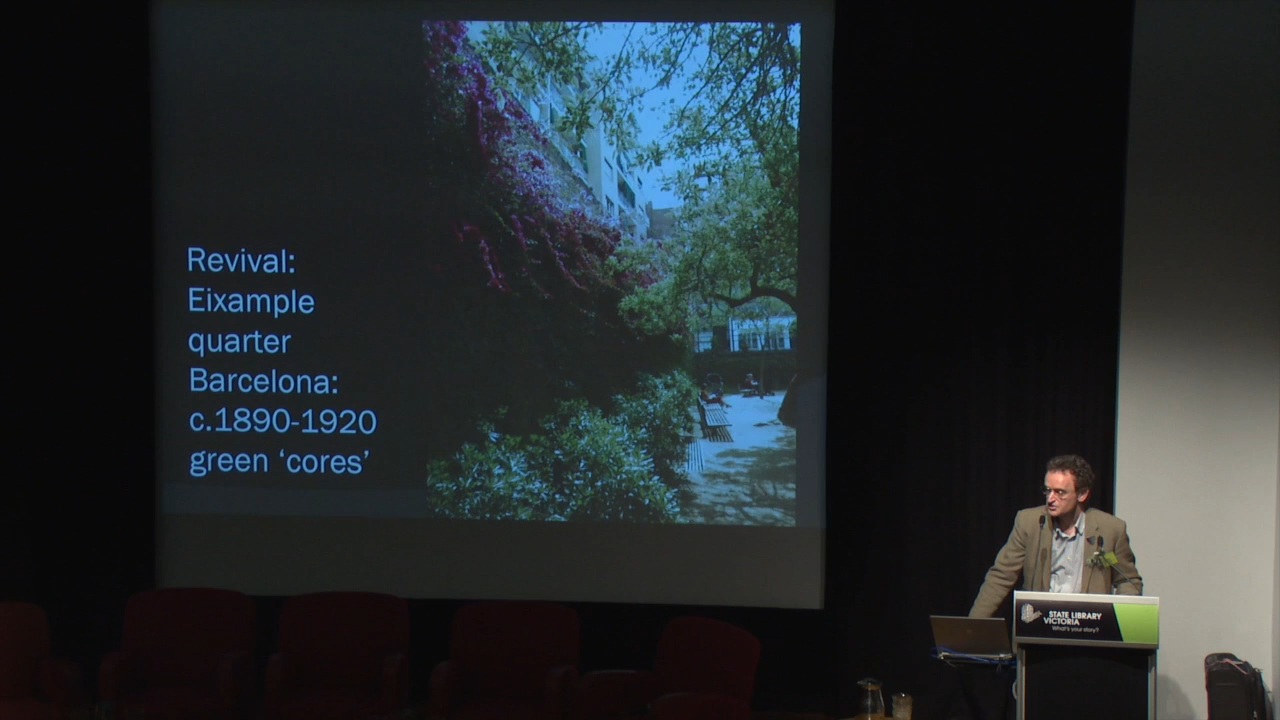 Revival:
Eixample
quarter
Barcelona:
c.1890-1920
green ‘cores’
STATE LIBRARY
VICTORIA
What's your story?